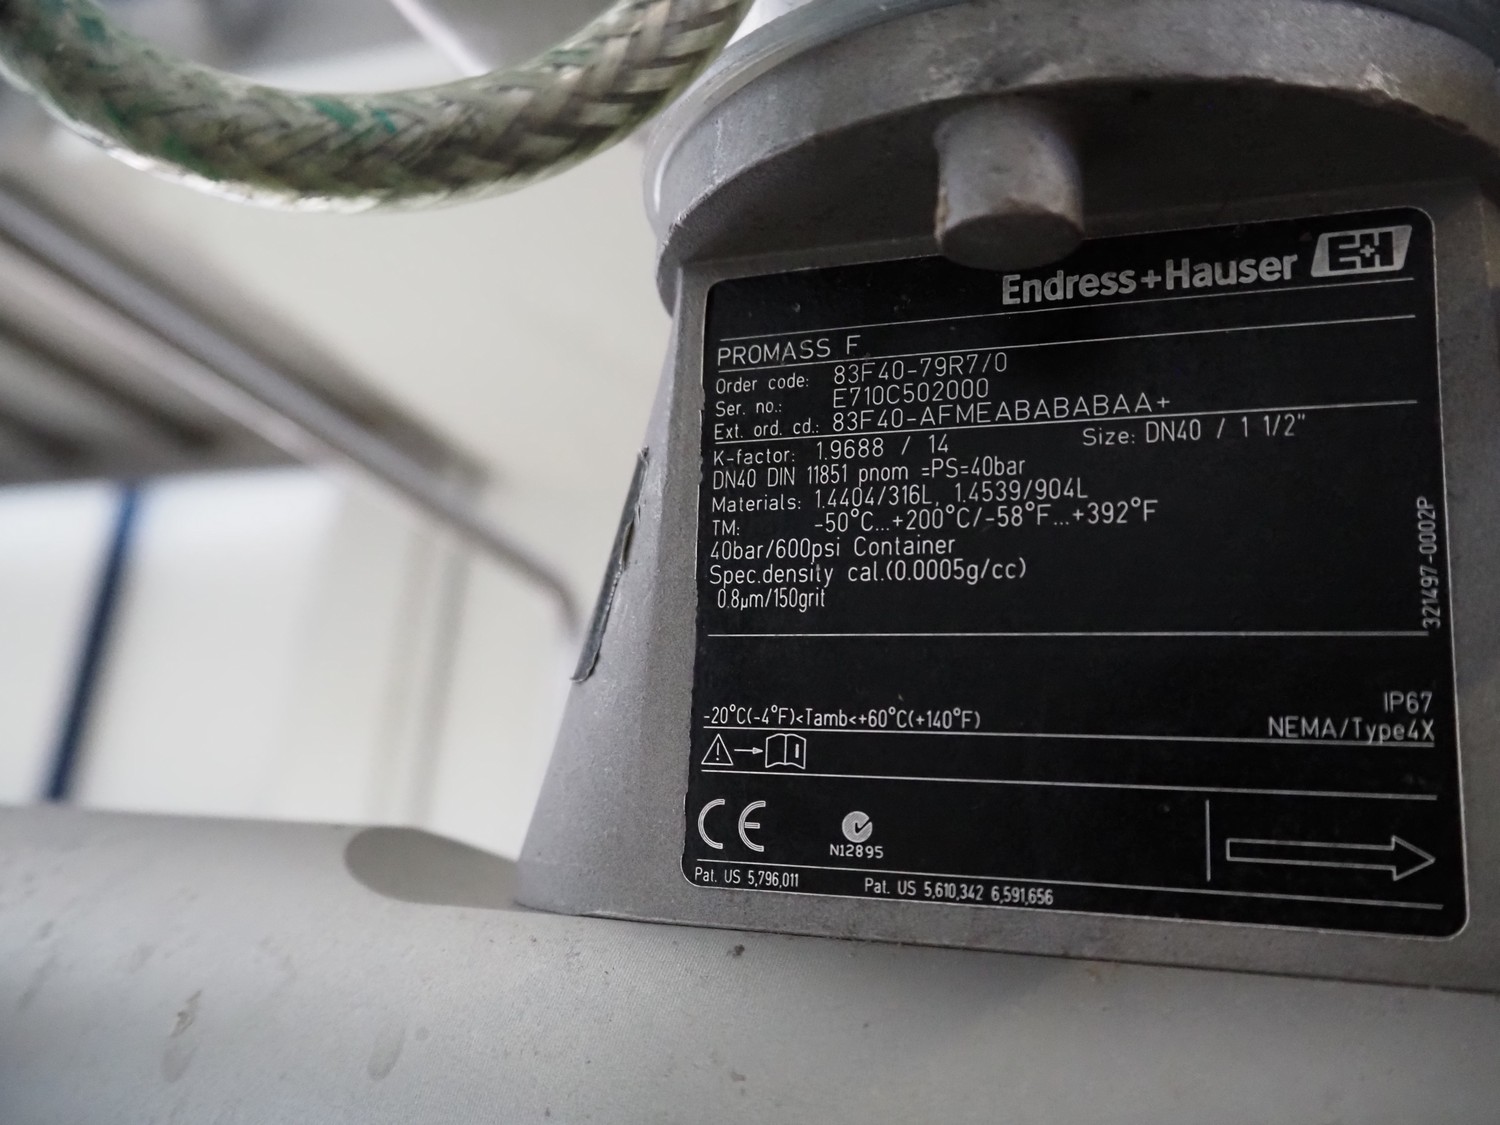 Endress+Hauser E+H
PROMASS F
Order code: 83F40-79R7/0
Ser. no.: E710C502000
Ext. ord. cd.: 83F40-AFMEABABABAA+
K-factor: 1.9688 / 14 Size: DN40 / 1 1/2"
DN40 DIN 11851 pnom =PS=40bar
Materials: 1.4404/316L, 1.4539/904L
TM: -50°C...+200°C/-58°F...+392°F
40bar/600psi Container
Spec.density cal.(0.0005g/cc)
0.8µm/150grit
321497-0002P
IP67
-20°C(-4°F)<Tamb<+60°C(+140°F) NEMA/Type4X
CE
N12895
Pat. US 5,796,011 Pat. US 5,610,342 6,591,656